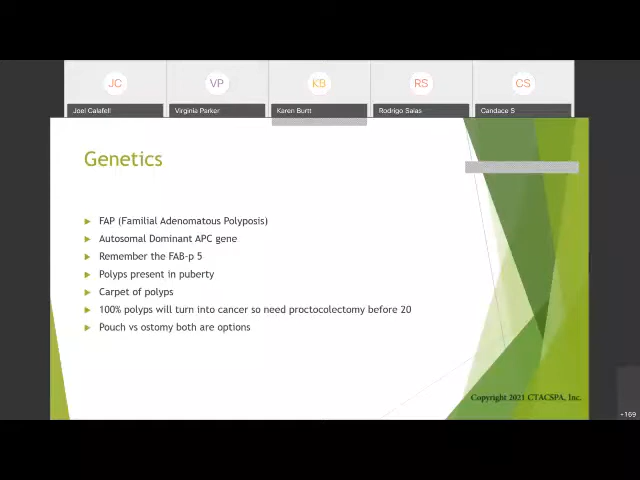 JC VP KB RS CS
Joel Calafell Virginia Parker Karen Burtt Rodrigo Salas Candace S
Genetics
FAP (Familial Adenomatous Polyposis)
Autosomal Dominant APC gene
Remember the FAB-p 5
Polyps present in puberty
Carpet of polyps
100% polyps will turn into cancer so need proctocolectomy before 20
Pouch vs ostomy both are options
Copyright 2021 CTACSPA, Inc.
+169